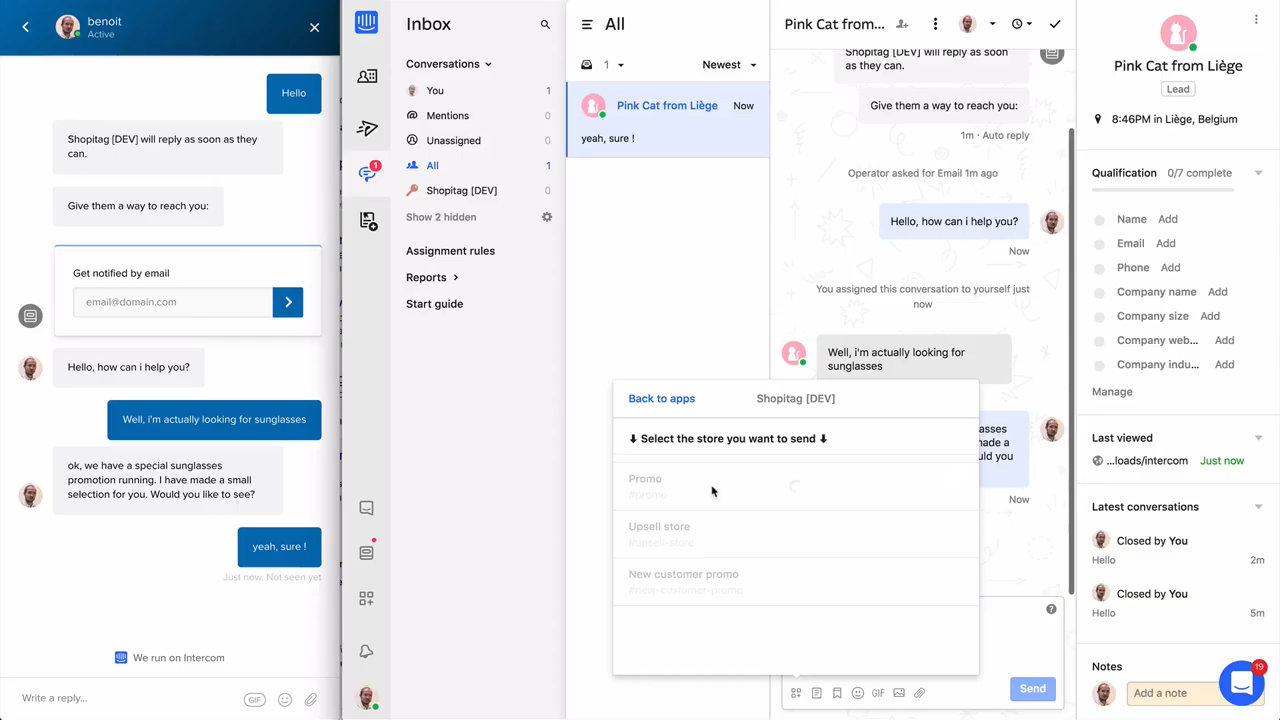 benoit
Active
Hello
Shopitag [DEV] will reply as soon as they
can.
Give them a way to reach you:
Get notified by email
email@domain.com
Hello, how can i help you?
Well, i'm actually looking for sunglasses
ok, we have a special sunglasses
promotion running. I have made a small
selection for you. Would you like to see?
yeah, sure !
Just now. Not seen yet
We run on Intercom
Write a reply...
GIF
1
Inbox
Conversations
You 1
Mentions 0
Unassigned 0
All 1
Shopitag [DEV] 0
Show 2 hidden
Assignment rules
Reports
Start guide
All
1
Newest
Pink Cat from Liège Now
yeah, sure !
Pink Cat from...
Shopitag [DEV] will reply as soon
as they can.
Give them a way to reach you:
1m · Auto reply
Operator asked for Email 1m ago
Hello, how can i help you?
Now
You assigned this conversation to yourself just
now
Well, i'm actually looking for
sunglasses
asses
made a
uld you
Now
Back to apps
Shopitag [DEV]
⬇ Select the store you want to send ⬇
Promo
#promo
Upsell store
#upsell-store
New customer promo
#new-customer-promo
?
GIF
Send
Pink Cat from Liège
Lead
8:46PM in Liège, Belgium
Qualification 0/7 complete
Name Add
Email Add
Phone Add
Company name Add
Company size Add
Company web... Add
Company indu... Add
Manage
Last viewed
...loads/intercom Just now
Latest conversations
Closed by You
Hello 2m
Closed by You
Hello 5m
Notes
Add a note
19